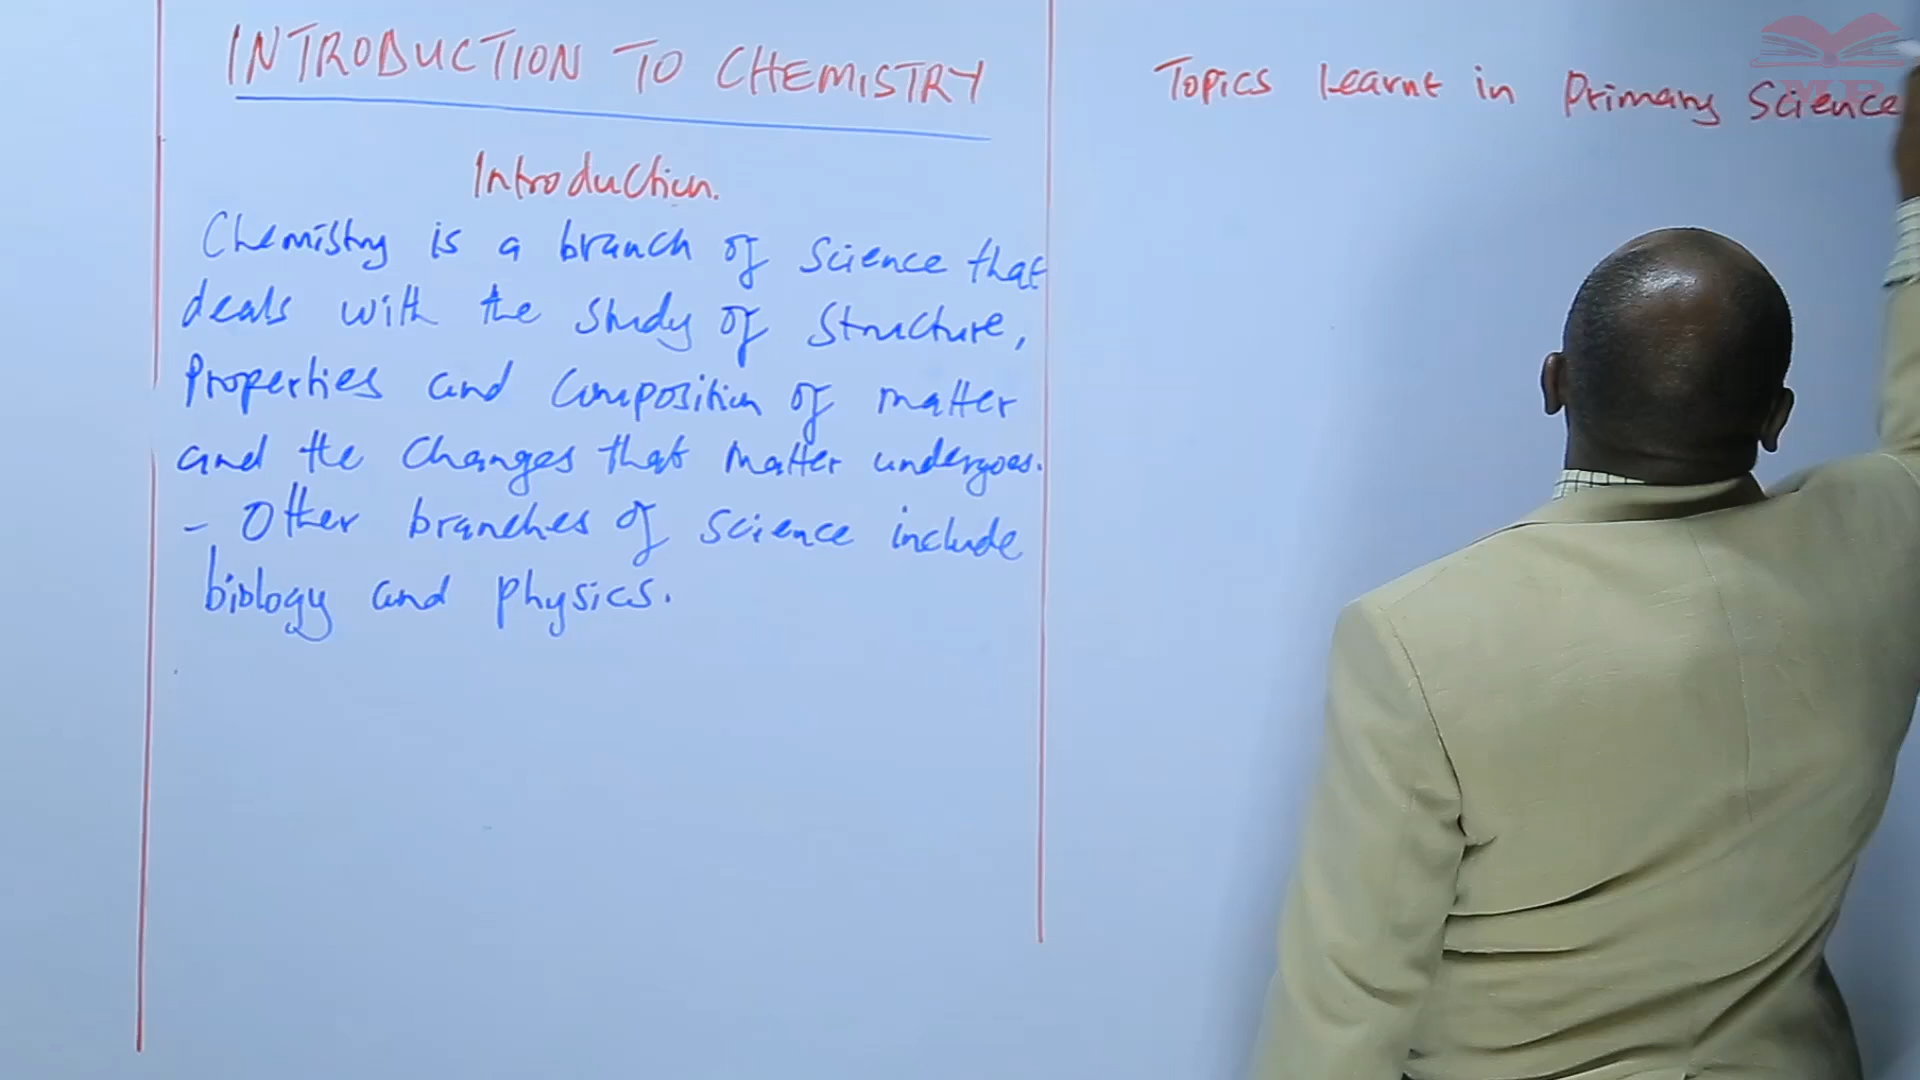 INTRODUCTION TO CHEMISTRY
Introduction.
Chemistry is a branch of Science that
deals with the study of Structure,
Properties and Composition of matter
and the Changes that matter undergoes.
- Other branches of science include
biology and physics.
Topics Learnt in Primary Science